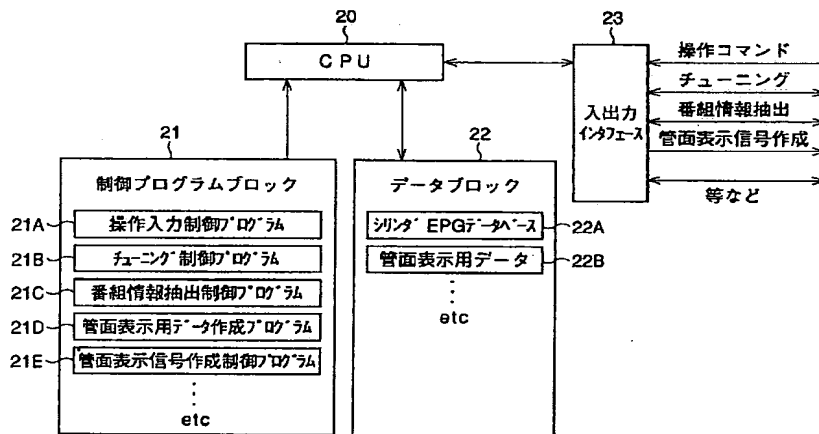 20
CPU
23
入出力
インタフェース
操作コマンド
チューニング
番組情報抽出
管面表示信号作成
等など
21
制御プログラムブロック
21A 操作入力制御プログラム
21B チューニング制御プログラム
21C 番組情報抽出制御プログラム
21D 管面表示用データ作成プログラム
21E 管面表示信号作成制御プログラム
etc
22
データブロック
シリンダEPGデータベース 22A
管面表示用データ 22B
etc